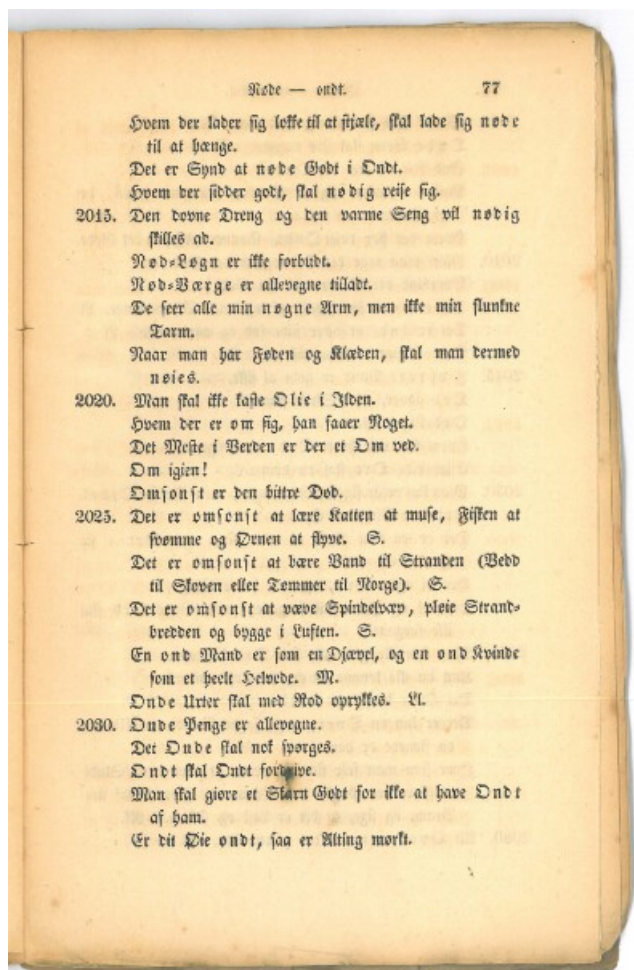 Nøde — ondt. 77
Hvem der lader sig lokke til at stjæle, skal lade sig nøde
til at hænge.
Det er Synd at nøde Godt i Ondt.
Hvem der sidder godt, skal nødig reise sig.
2015. Den dovne Dreng og den varme Seng vil nødig
skilles ad.
Nød-Løgn er ikke forbudt.
Nød-Værge er allevegne tilladt.
De seer alle min nøgne Arm, men ikke min slunkne
Tarm.
Naar man har Føden og Klæden, skal man dermed
nøies.
2020. Man skal ikke kaste Olie i Ilden.
Hvem der er om sig, han faaer Noget.
Det Meste i Verden er der et Om ved.
Om igien!
Omsonst er den bittre Død.
2025. Det er omsonst at lære Katten at muse, Fisken at
svømme og Ørnen at flyve. S.
Det er omsonst at bære Vand til Stranden (Vedd
til Skoven eller Tømmer til Norge). S.
Det er omsonst at væve Spindelvæv, pleie Strand-
bredden og bygge i Luften. S.
En ond Mand er som en Djævel, og en ond Kvinde
som et heelt Helvede. M.
Onde Urter skal med Rod oprykkes. Ll.
2030. Onde Penge er allevegne.
Det Onde skal nok spørges.
Ondt skal Ondt fordrive.
Man skal giøre et Skarn Godt for ikke at have Ondt
af ham.
Er dit Øie ondt, saa er Alting mørkt.